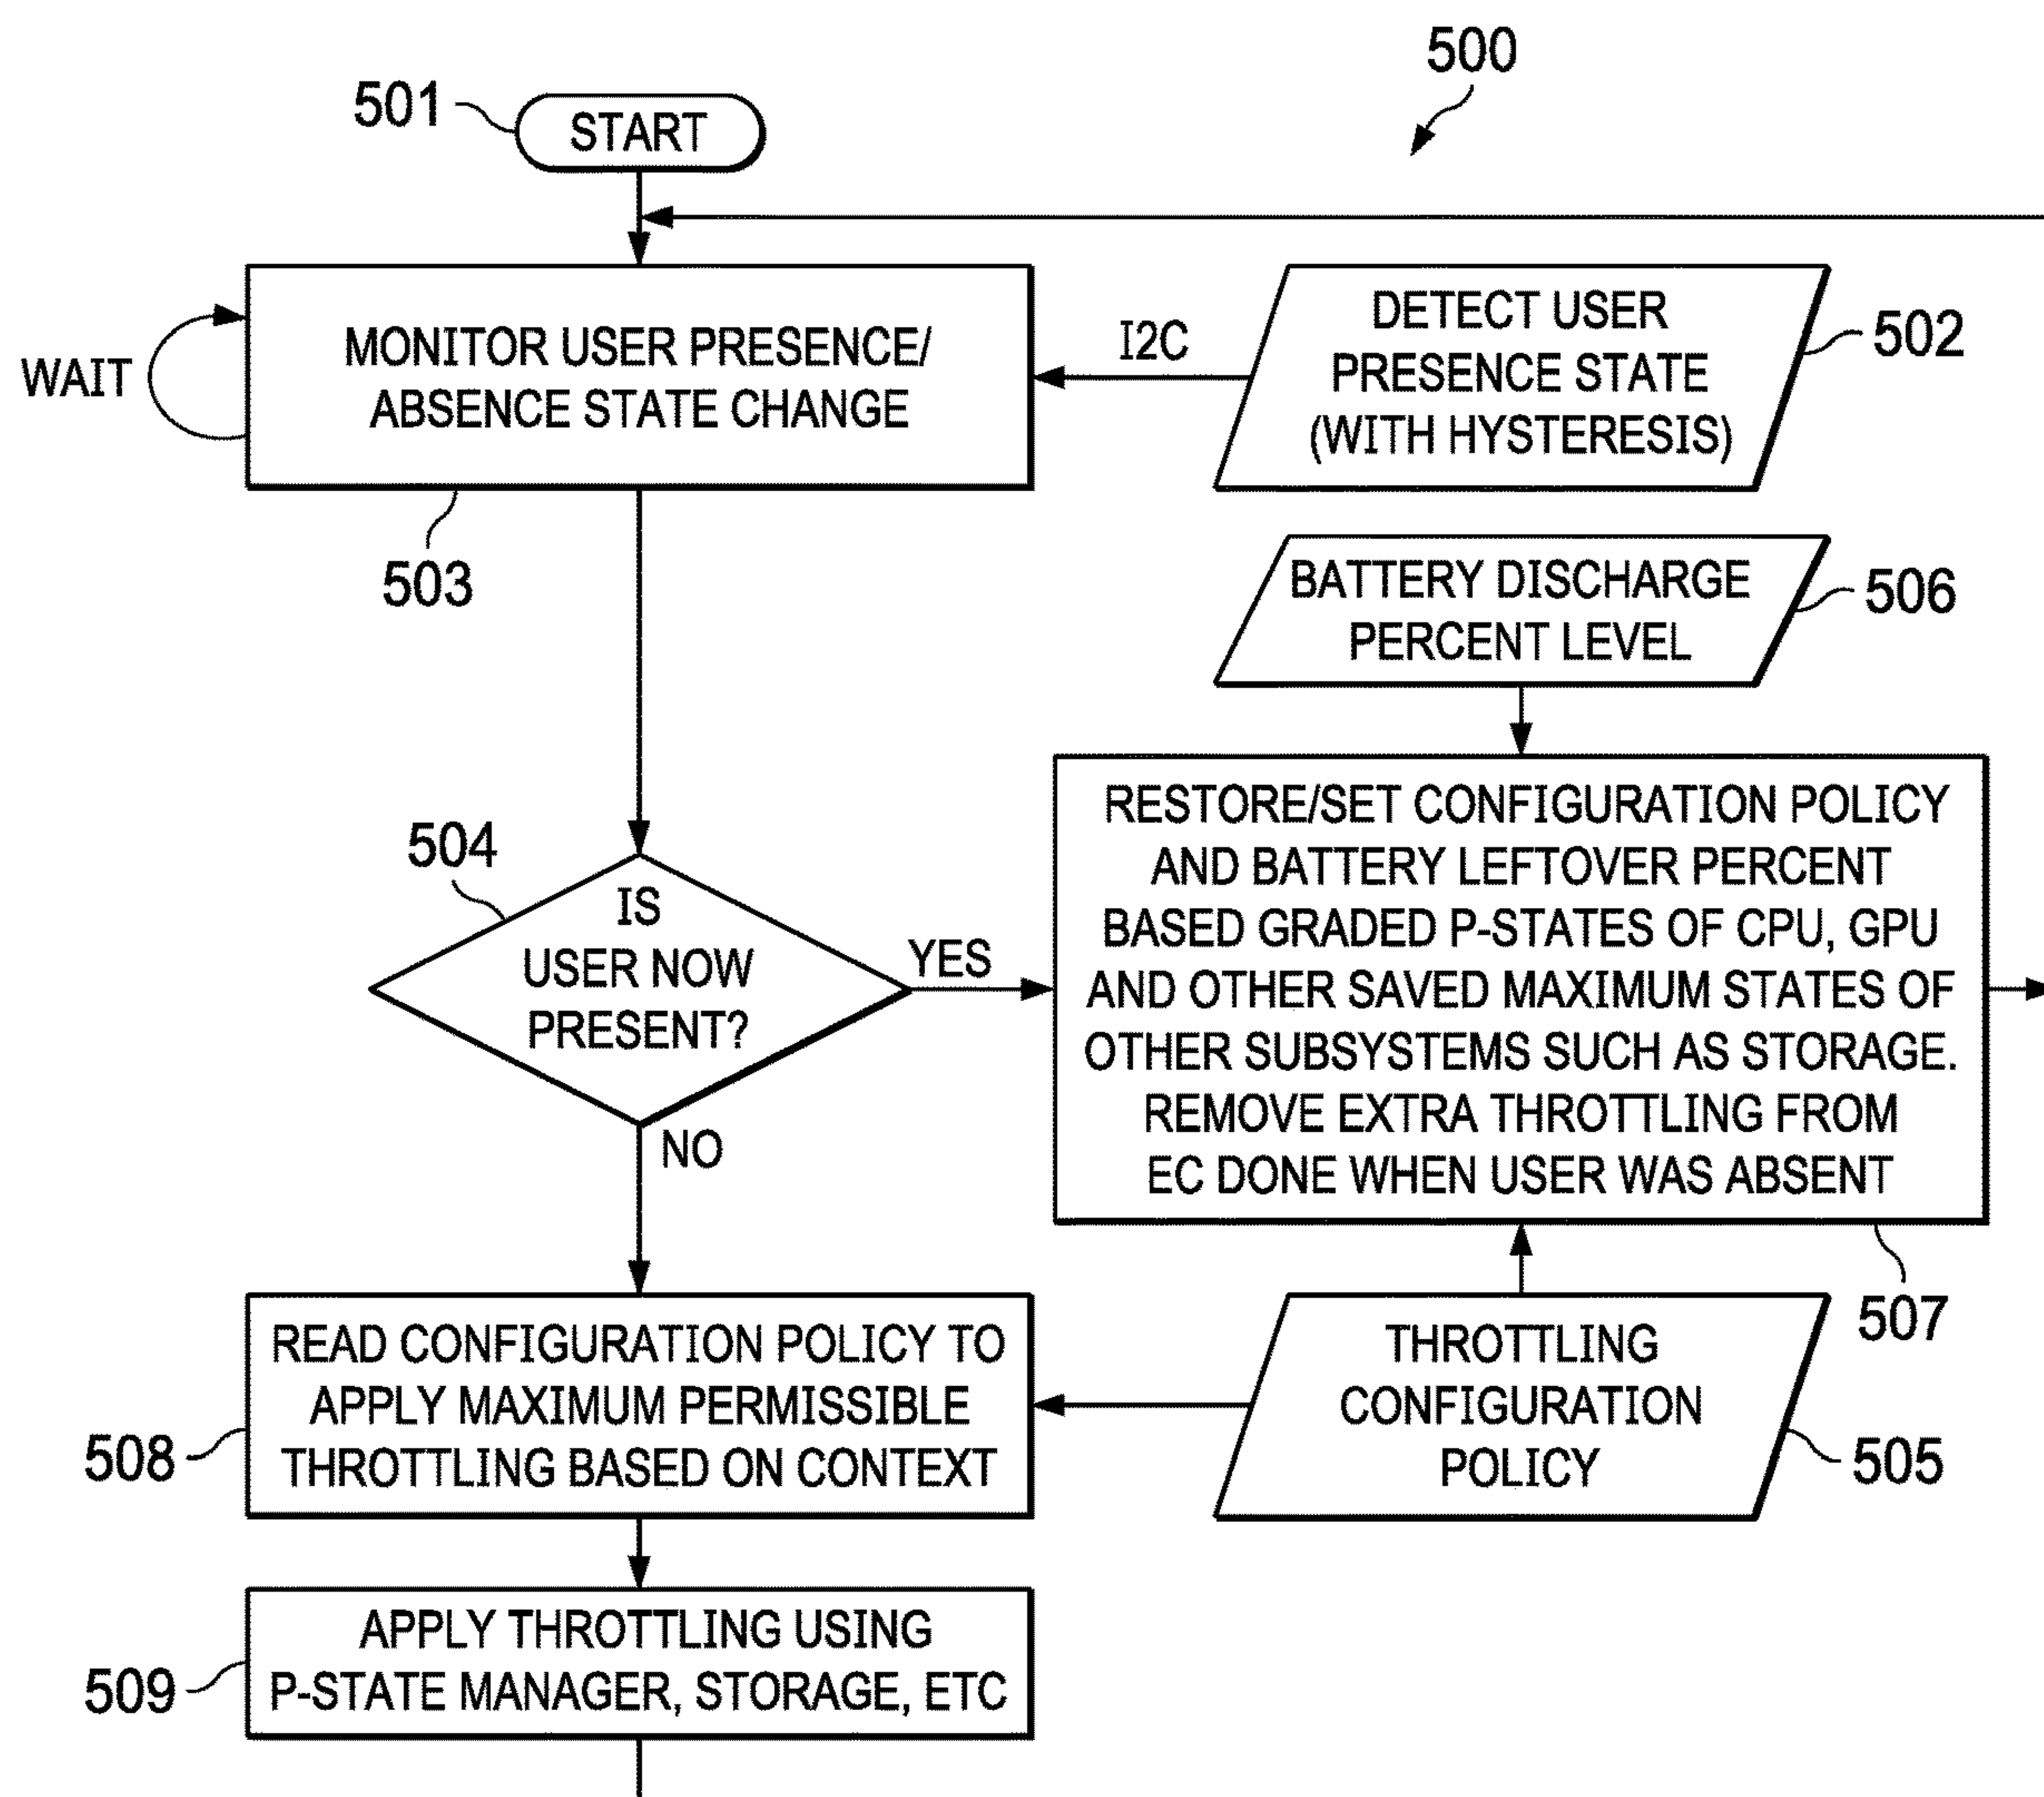 500
501
START
WAIT
MONITOR USER PRESENCE/
ABSENCE STATE CHANGE
503
I2C
DETECT USER
PRESENCE STATE
(WITH HYSTERESIS)
502
BATTERY DISCHARGE
PERCENT LEVEL
506
504
IS
USER NOW
PRESENT?
YES
NO
RESTORE/SET CONFIGURATION POLICY
AND BATTERY LEFTOVER PERCENT
BASED GRADED P-STATES OF CPU, GPU
AND OTHER SAVED MAXIMUM STATES OF
OTHER SUBSYSTEMS SUCH AS STORAGE.
REMOVE EXTRA THROTTLING FROM
EC DONE WHEN USER WAS ABSENT
507
READ CONFIGURATION POLICY TO
APPLY MAXIMUM PERMISSIBLE
THROTTLING BASED ON CONTEXT
508
THROTTLING
CONFIGURATION
POLICY
505
APPLY THROTTLING USING
P-STATE MANAGER, STORAGE, ETC
509